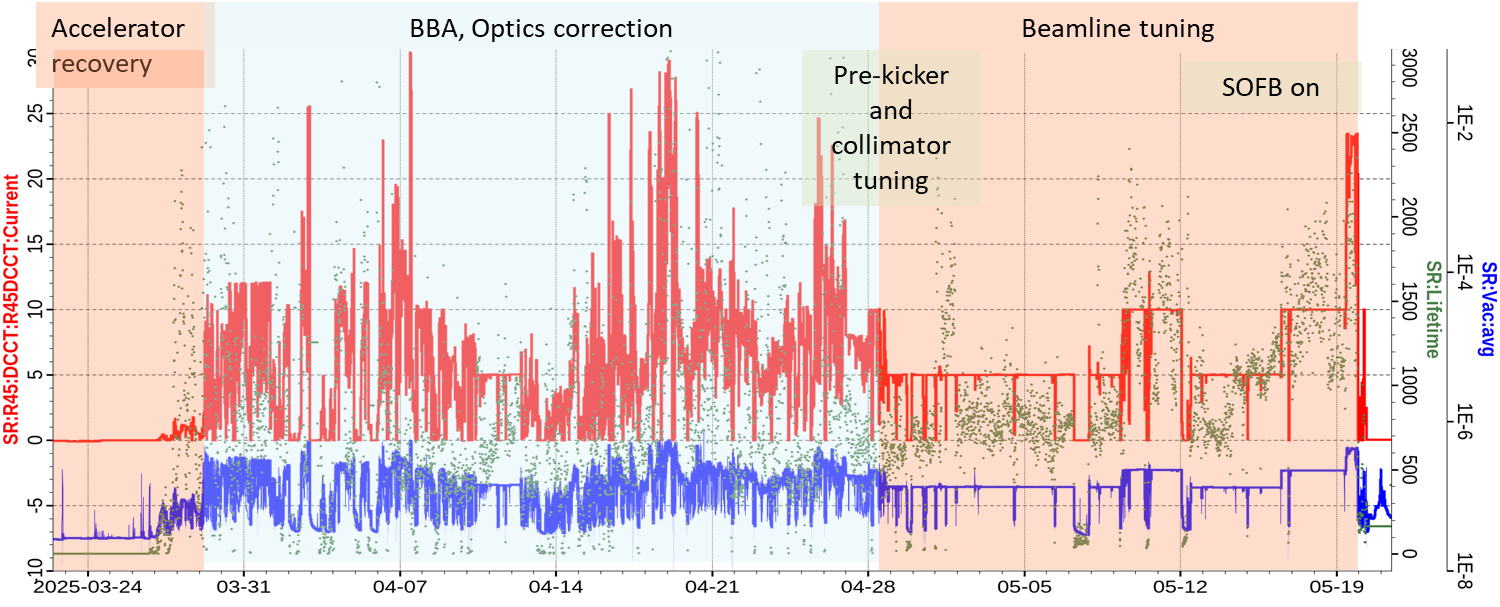 Accelerator
recovery
BBA, Optics correction
Beamline tuning
Pre-kicker
and
collimator
tuning
SOFB on
SR:R45:DCCT:R45DCCT:Current
30
25
20
15
10
5
0
-5
-10
3000
2500
2000
1500
1000
500
0
SR:Lifetime
1E-2
1E-4
1E-6
1E-8
SR:Vac:avg
2025-03-24
03-31
04-07
04-14
04-21
04-28
05-05
05-12
05-19